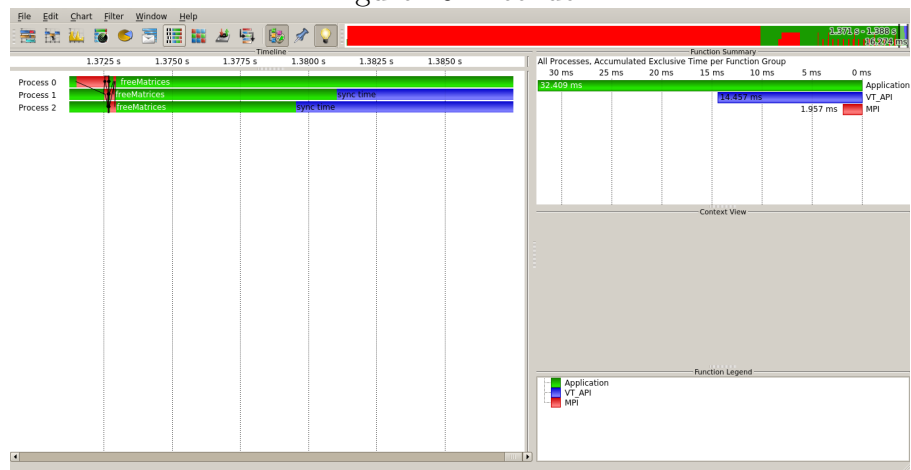 File Edit Chart Filter Window Help
1.371 s - 1.388 s
16.274 ms
Timeline
1.3725 s 1.3750 s 1.3775 s 1.3800 s 1.3825 s 1.3850 s
Process 0 freeMatrices
Process 1 freeMatrices sync time
Process 2 freeMatrices sync time
Function Summary
All Processes, Accumulated Exclusive Time per Function Group
30 ms 25 ms 20 ms 15 ms 10 ms 5 ms 0 ms
32.409 ms Application
14.457 ms VT_API
1.957 ms MPI
Context View
Function Legend
Application
VT_API
MPI